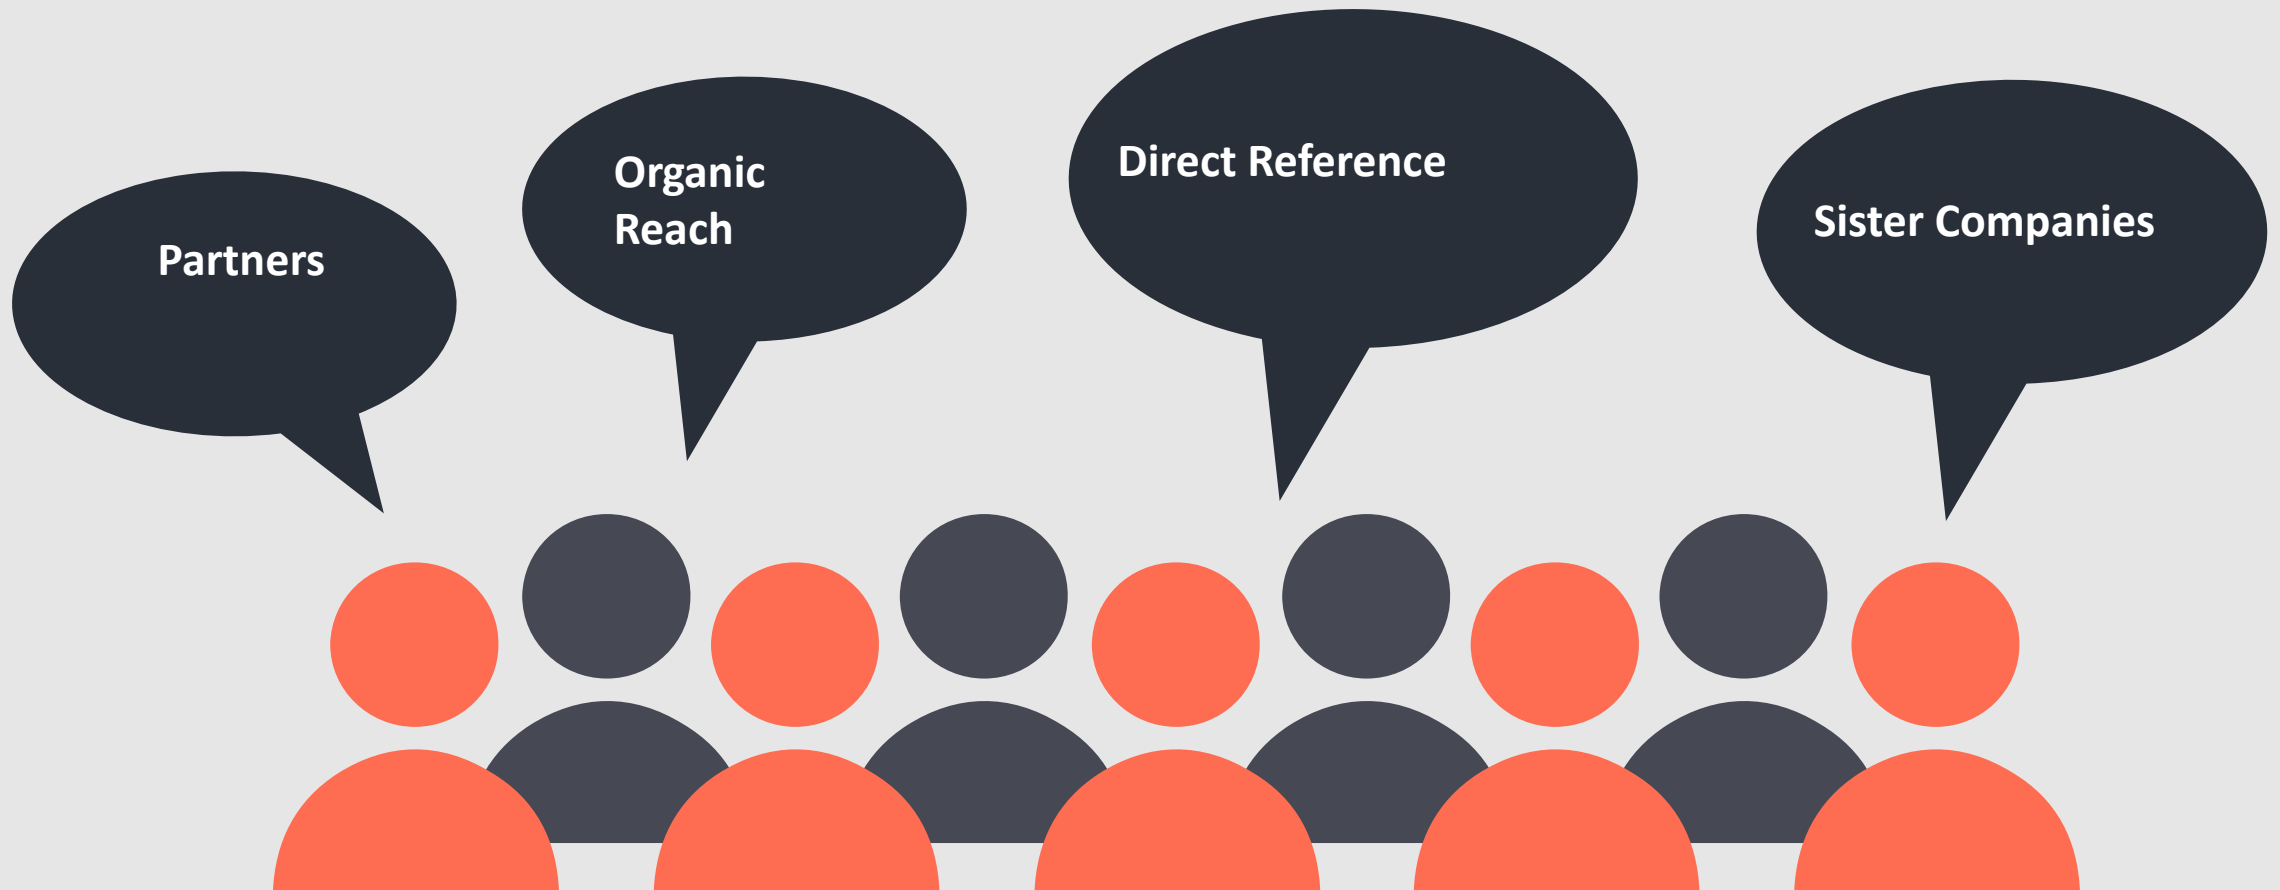 Partners
Organic
Reach
Direct Reference
Sister Companies